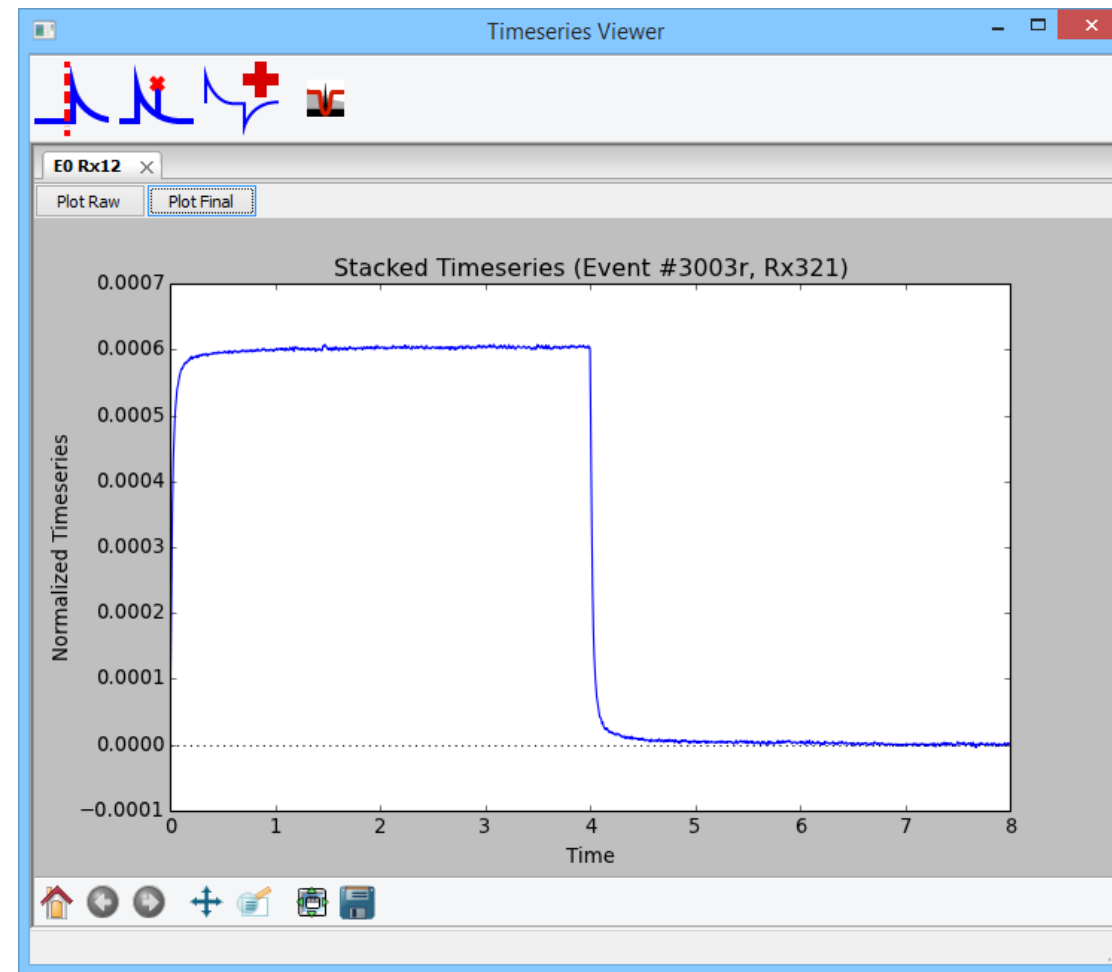 Timeseries Viewer
E0 Rx12
Plot Raw Plot Final
Stacked Timeseries (Event #3003r, Rx321)
0.0007
0.0006
0.0005
0.0004
0.0003
0.0002
0.0001
0.0000
−0.0001
Normalized Timeseries
0 1 2 3 4 5 6 7 8
Time